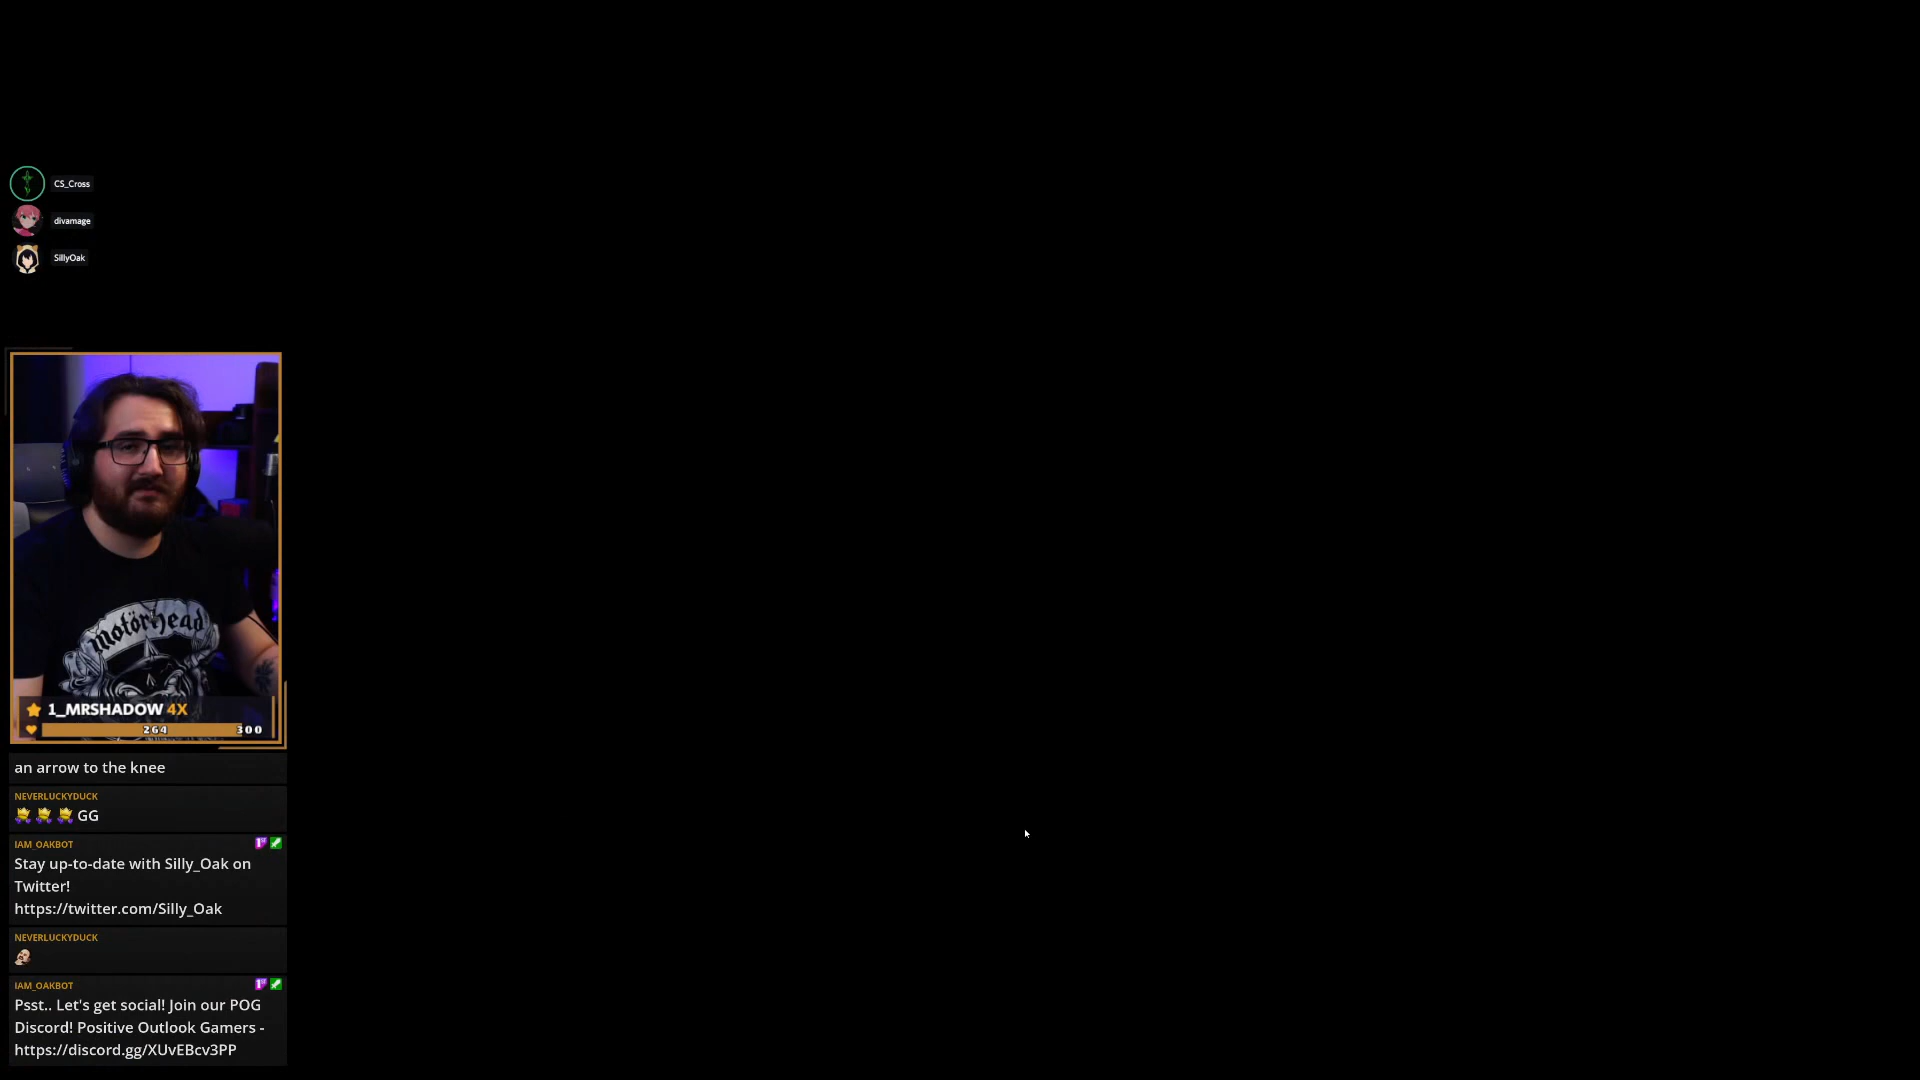 CS_Cross
divamage
SillyOak
motörhead
1_MRSHADOW 4X
264 300
an arrow to the knee
NEVERLUCKYDUCK
GG
IAM_OAKBOT
Stay up-to-date with Silly_Oak on
Twitter!
https://twitter.com/Silly_Oak
NEVERLUCKYDUCK
IAM_OAKBOT
Psst.. Let's get social! Join our POG
Discord! Positive Outlook Gamers -
https://discord.gg/XUvEBcv3PP